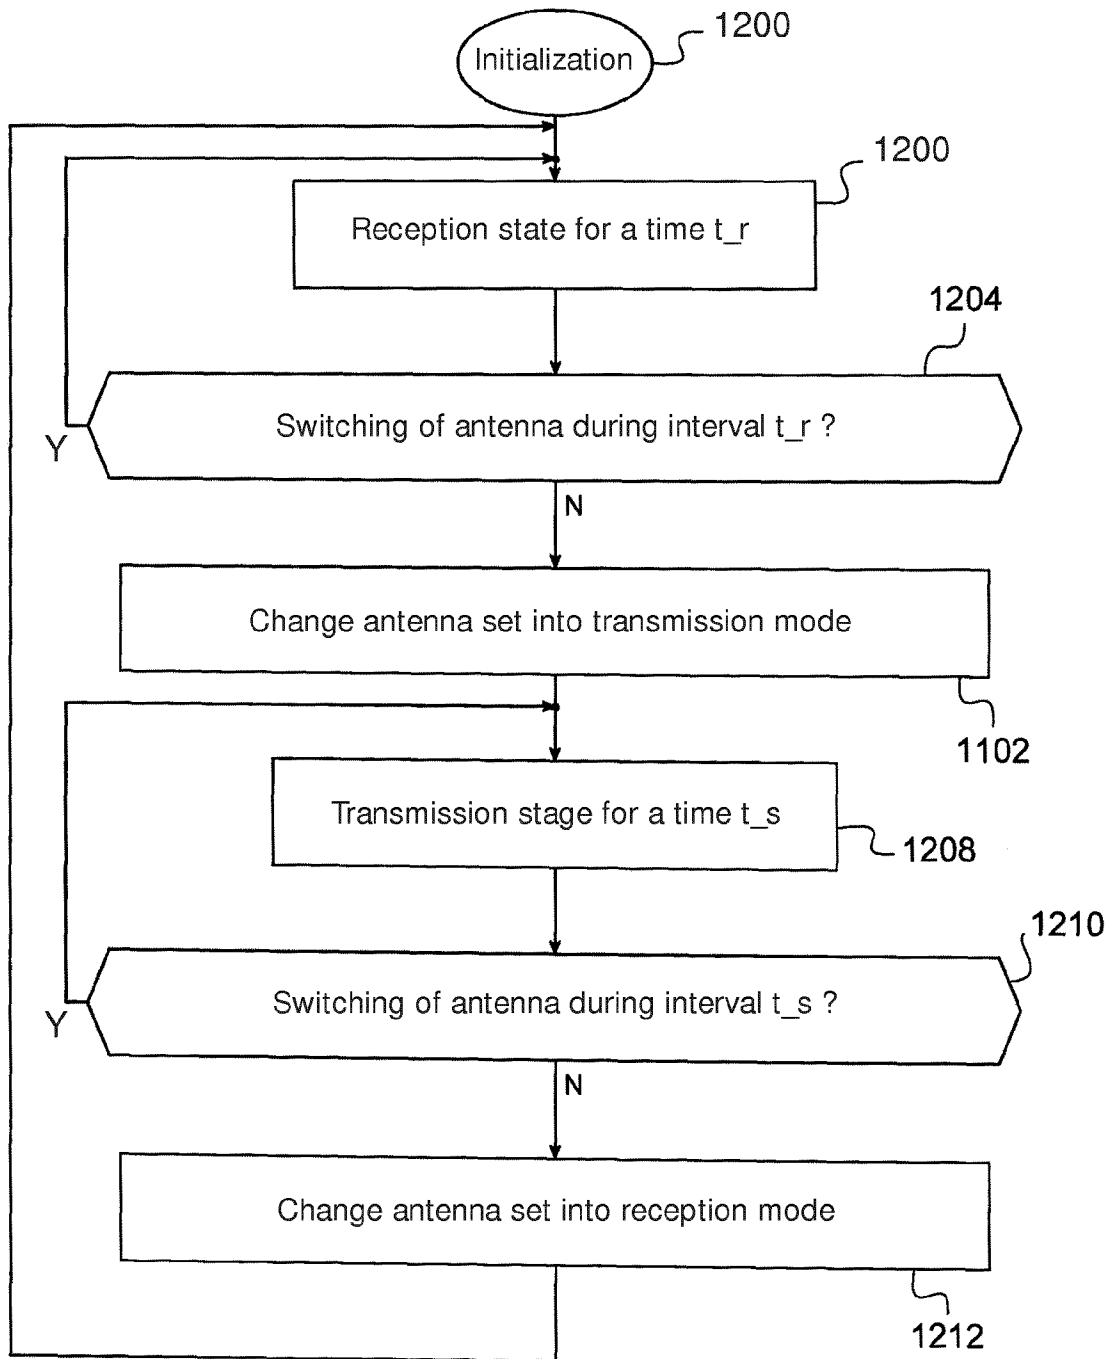 1200
Initialization
1200
Reception state for a time t_r
1204
Switching of antenna during interval t_r ?
Y
N
Change antenna set into transmission mode
1102
Transmission stage for a time t_s
1208
1210
Switching of antenna during interval t_s ?
Y
N
Change antenna set into reception mode
1212